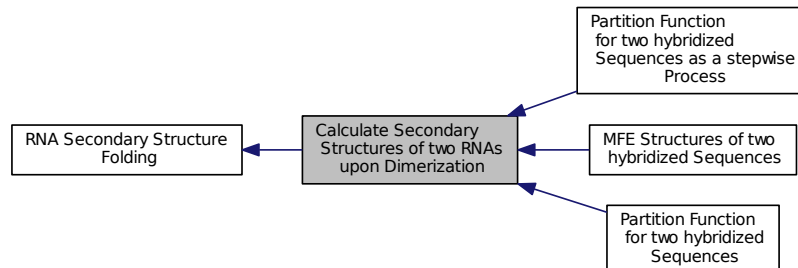 RNA Secondary Structure
Folding
Calculate Secondary
Structures of two RNAs
upon Dimerization
Partition Function
for two hybridized
Sequences as a stepwise
Process
MFE Structures of two
hybridized Sequences
Partition Function
for two hybridized
Sequences